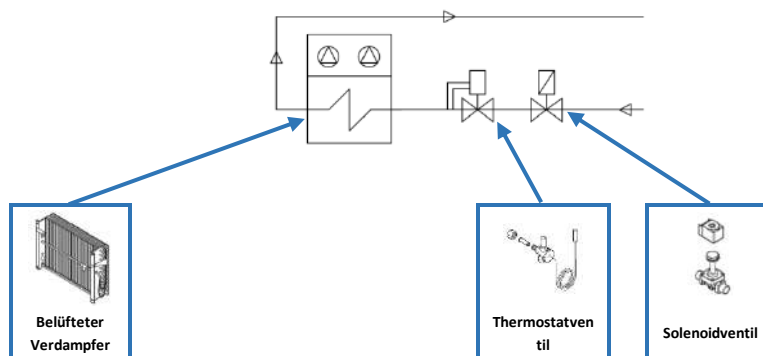 Belüfteter
Verdampfer
Thermostatven
til
Solenoidventil